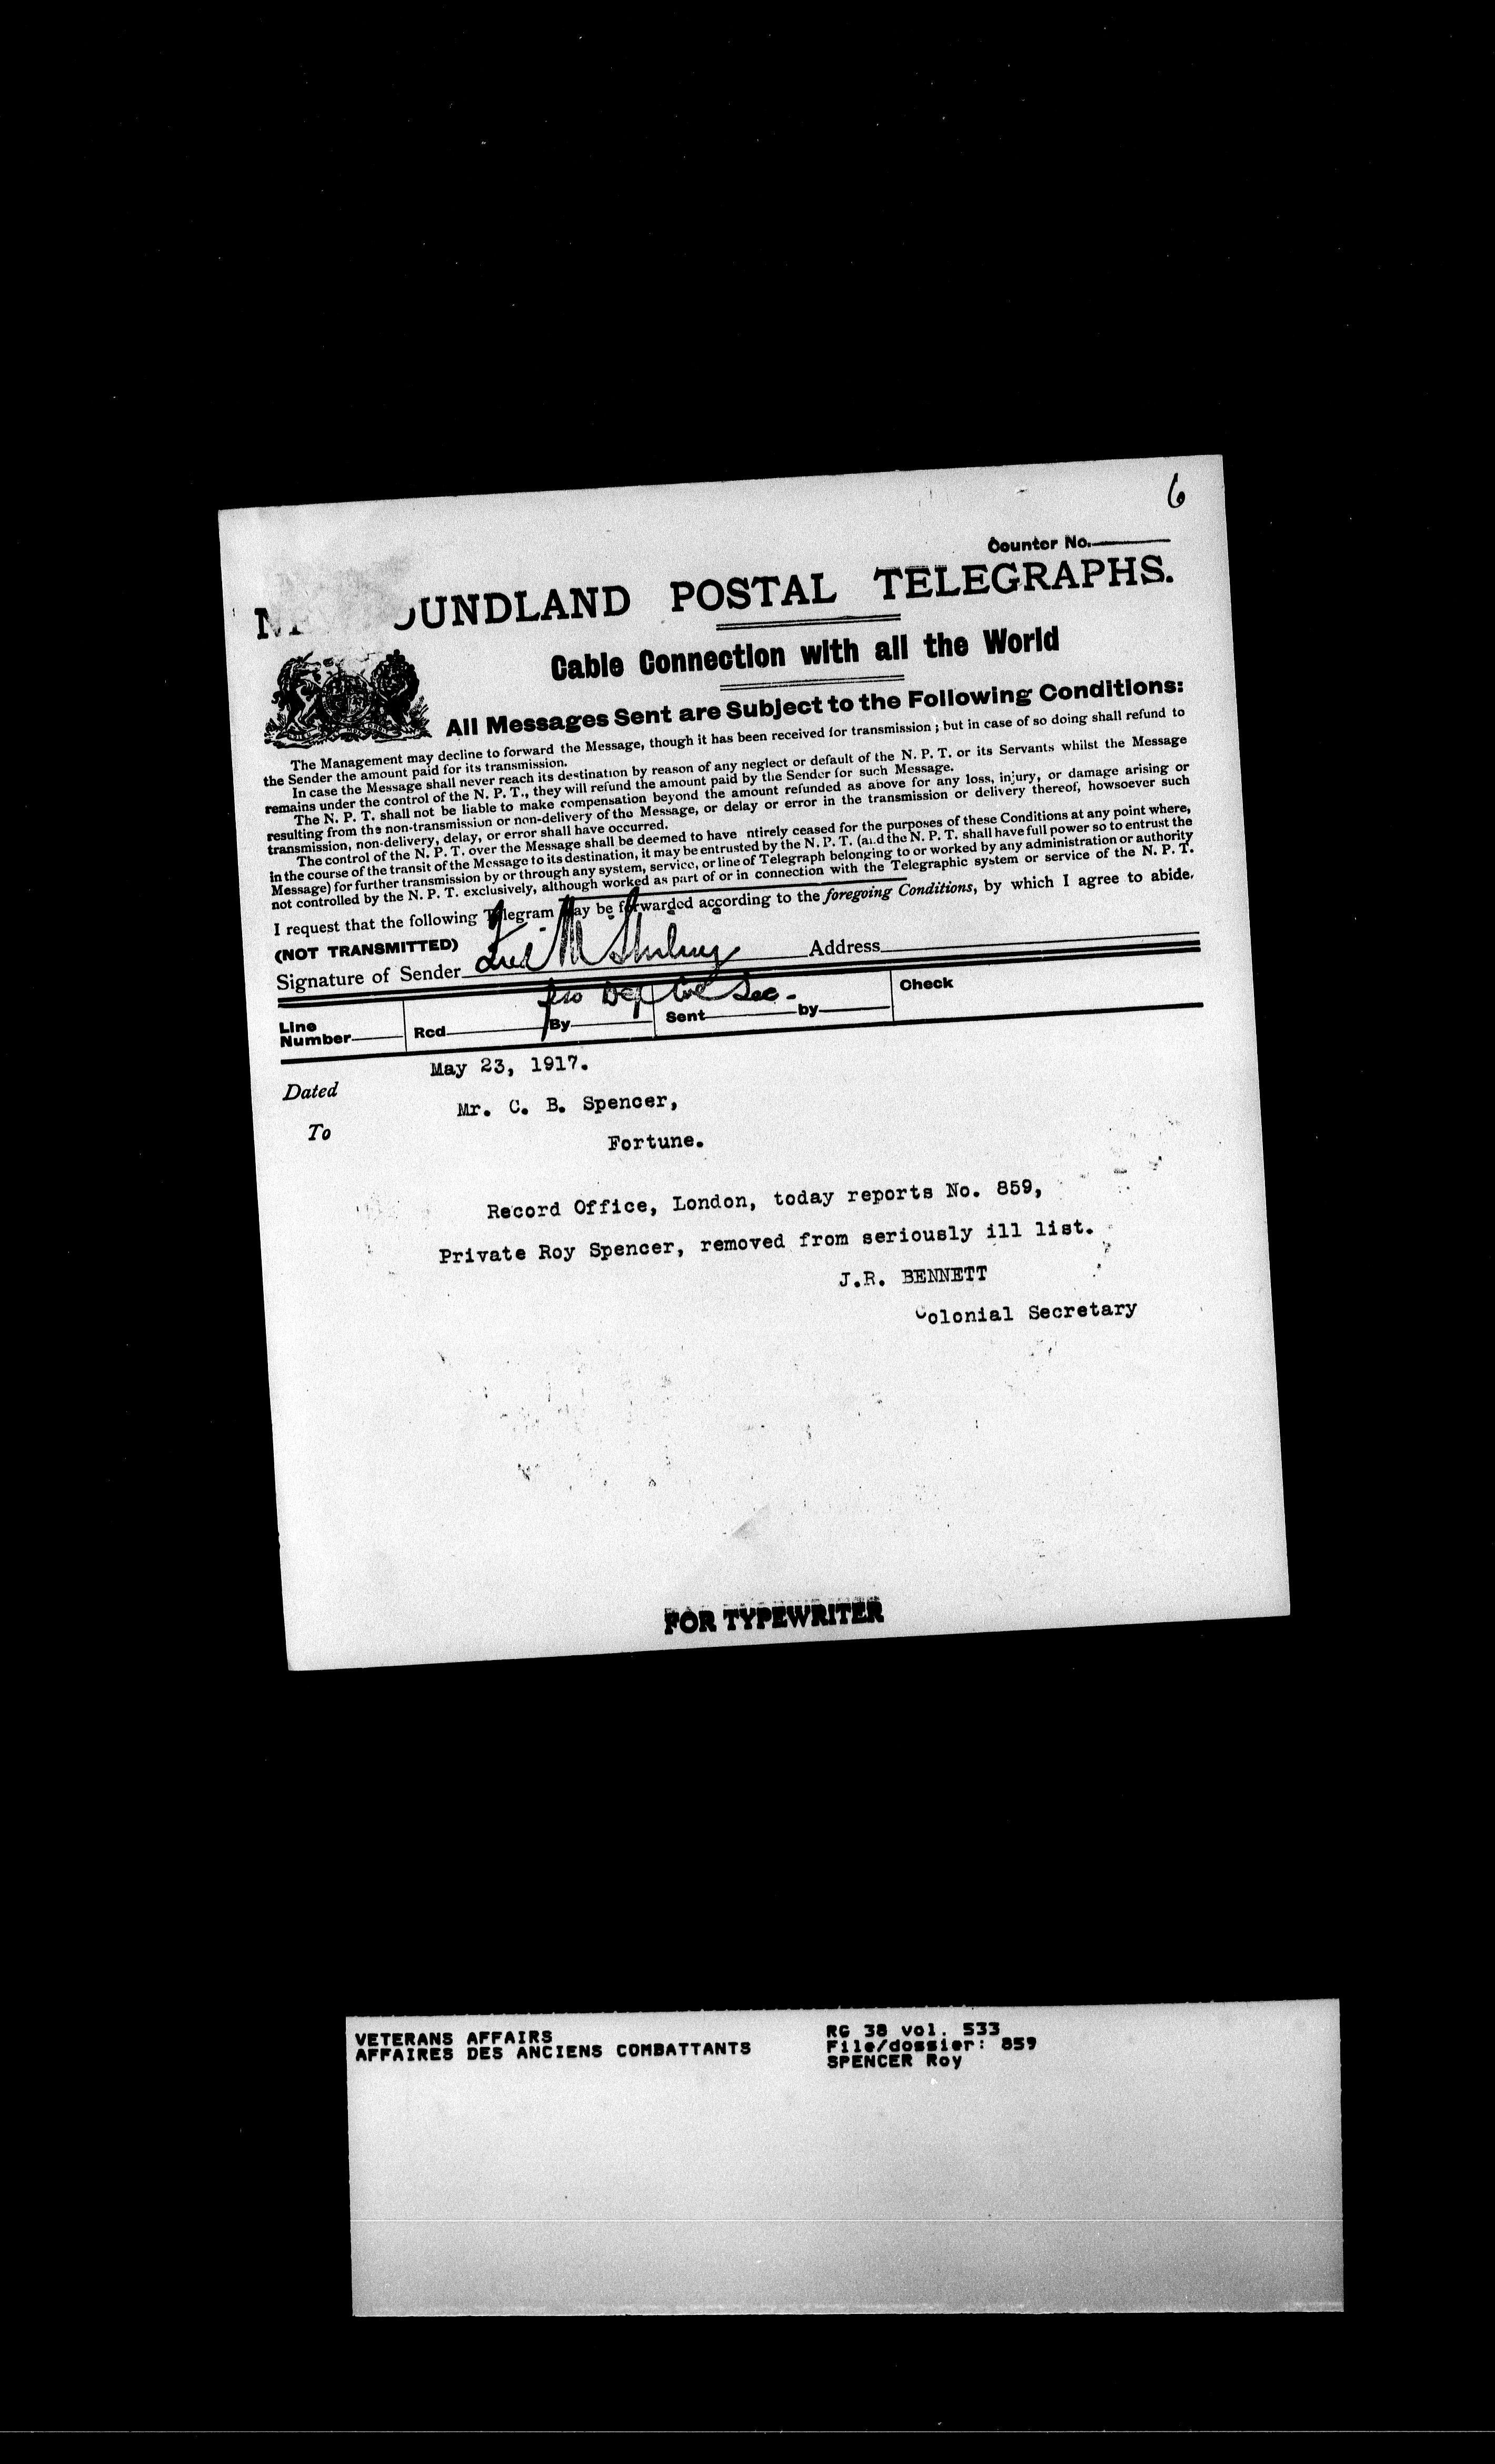 6
Counter No.
OUNDLAND POSTAL TELEGRAPHS.
Cable Connection with all the World
All Messages Sent are Subject to the Following Conditions:
The Management may decline to forward the Message, though it has been received for transmission ; but in case of so doing shall refund to
the Sender the amount paid for its transmission.
In case the Message shall never reach its destination by reason of any neglect or default of the N. P. T. or its Servants whilst the Message
remains under the control of the N. P. T., they will refund the amount paid by the Sender for such Message.
The N. P. T. shall not be liable to make compensation beyond the amount refunded as above for any loss, injury, or damage arising or
resulting from the non-transmission or non-delivery of the Message, or delay or error in the transmission or delivery thereof, howsoever such
transmission, non-delivery, delay, or error shall have occurred.
The control of the N. P. T. over the Message shall be deemed to have ntirely ceased for the purposes of these Conditions at any point where,
in the course of the transit of the Message to its destination, it may be entrusted by the N. P. T. (and the N. P. T. shall have full power so to entrust the
Message) for further transmission by or through any system, service, or line of Telegraph belonging to or worked by any administration or authority
not controlled by the N. P. T. exclusively, although worked as part of or in connection with the Telegraphic system or service of the N. P. T.
I request that the following Telegram may be forwarded according to the foregoing Conditions, by which I agree to abide.
(NOT TRANSMITTED)
Signature of Sender Address
Line
Number Rcd By Sent by Check
Dated May 23, 1917.
To Mr. C. B. Spencer,
Fortune.
Record Office, London, today reports No. 859,
Private Roy Spencer, removed from seriously ill list.
J.R. BENNETT
Colonial Secretary
FOR TYPEWRITER
VETERANS AFFAIRS RG 38 vol. 533
AFFAIRES DES ANCIENS COMBATTANTS File/dossier: 859
SPENCER Roy